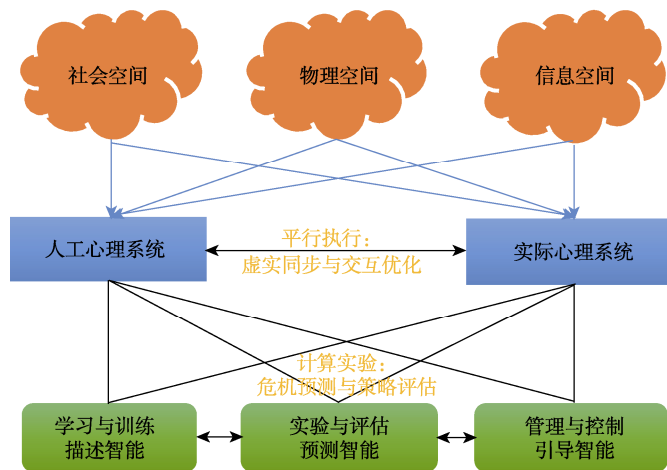 社会空间
物理空间
信息空间
人工心理系统
平行执行：
虚实同步与交互优化
实际心理系统
计算实验：
危机预测与策略评估
学习与训练
描述智能
实验与评估
预测智能
管理与控制
引导智能